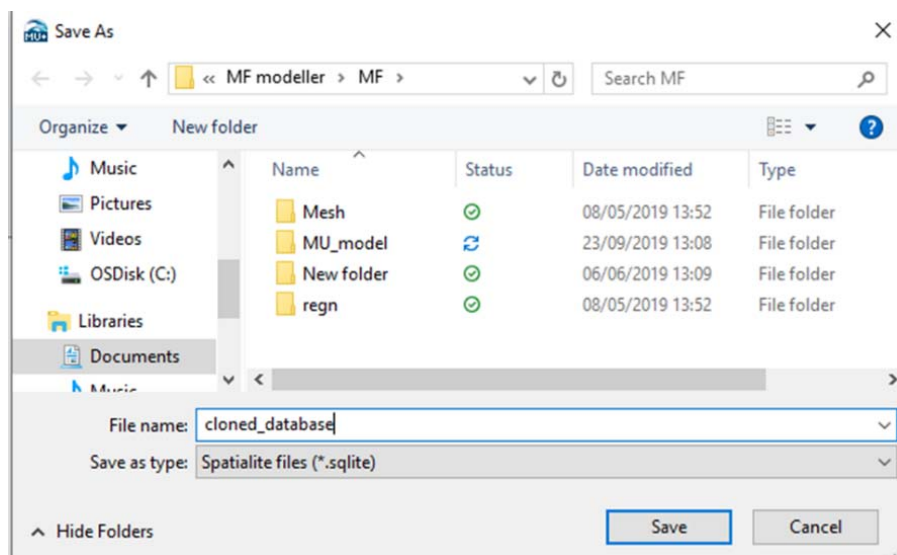 MU+ Save As
« MF modeller > MF >
Search MF
Organize
New folder
Music
Pictures
Videos
OSDisk (C:)
Libraries
Documents
Music
Name Status Date modified Type
Mesh 08/05/2019 13:52 File folder
MU_model 23/09/2019 13:08 File folder
New folder 06/06/2019 13:09 File folder
regn 08/05/2019 13:52 File folder
File name: cloned_database
Save as type: Spatialite files (*.sqlite)
Hide Folders
Save
Cancel